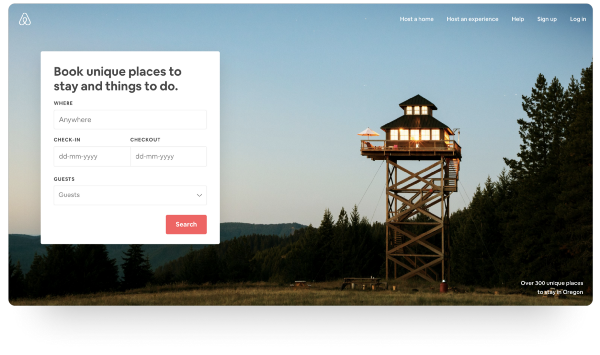 Host a home
Host an experience
Help
Sign up
Log in
Book unique places to
stay and things to do.
WHERE
Anywhere
CHECK-IN
CHECKOUT
dd-mm-yyyy
dd-mm-yyyy
GUESTS
Guests
Search
Over 300 unique places
to stay in Oregon